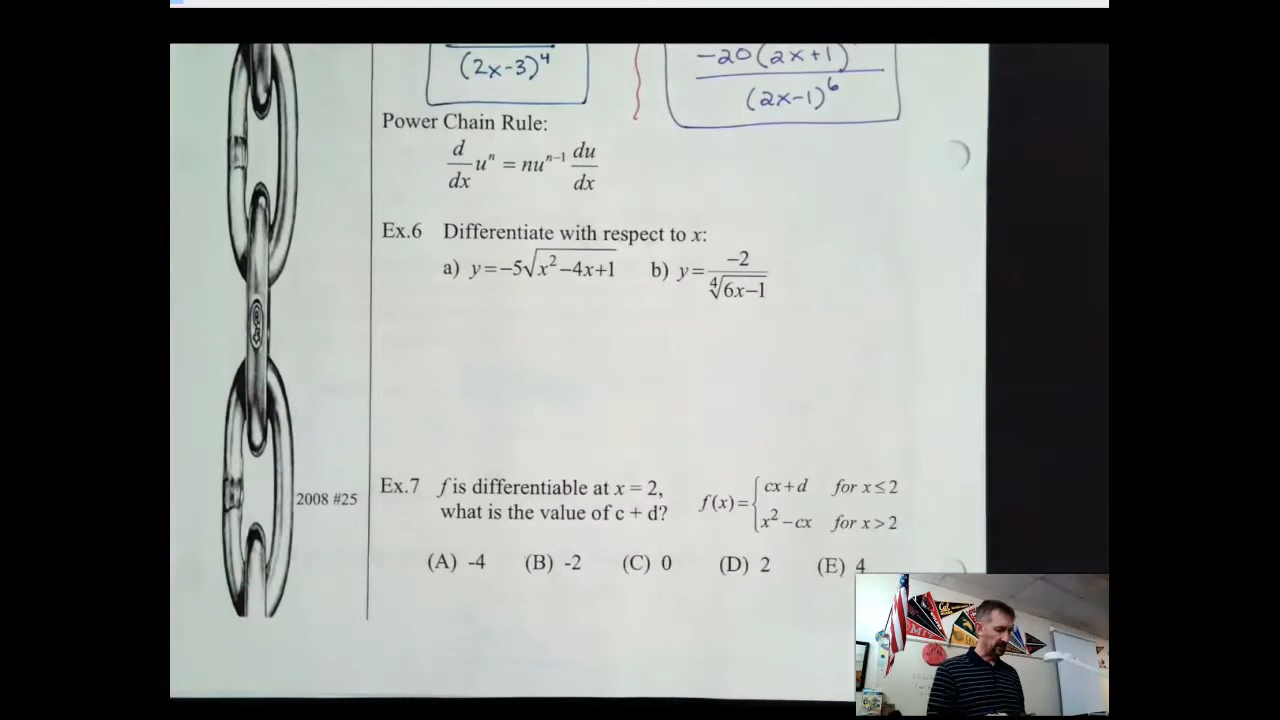 (2x-3)⁴
-20(2x+1)
(2x-1)⁶
Power Chain Rule:
d/dx uⁿ = nuⁿ⁻¹ du/dx
Ex.6 Differentiate with respect to x:
a) y=-5√(x²-4x+1) b) y=-2/∜(6x-1)
2008 #25
Ex.7 f is differentiable at x = 2,
what is the value of c + d?
f(x)={cx+d for x≤2
x²-cx for x>2
(A) -4 (B) -2 (C) 0 (D) 2 (E) 4